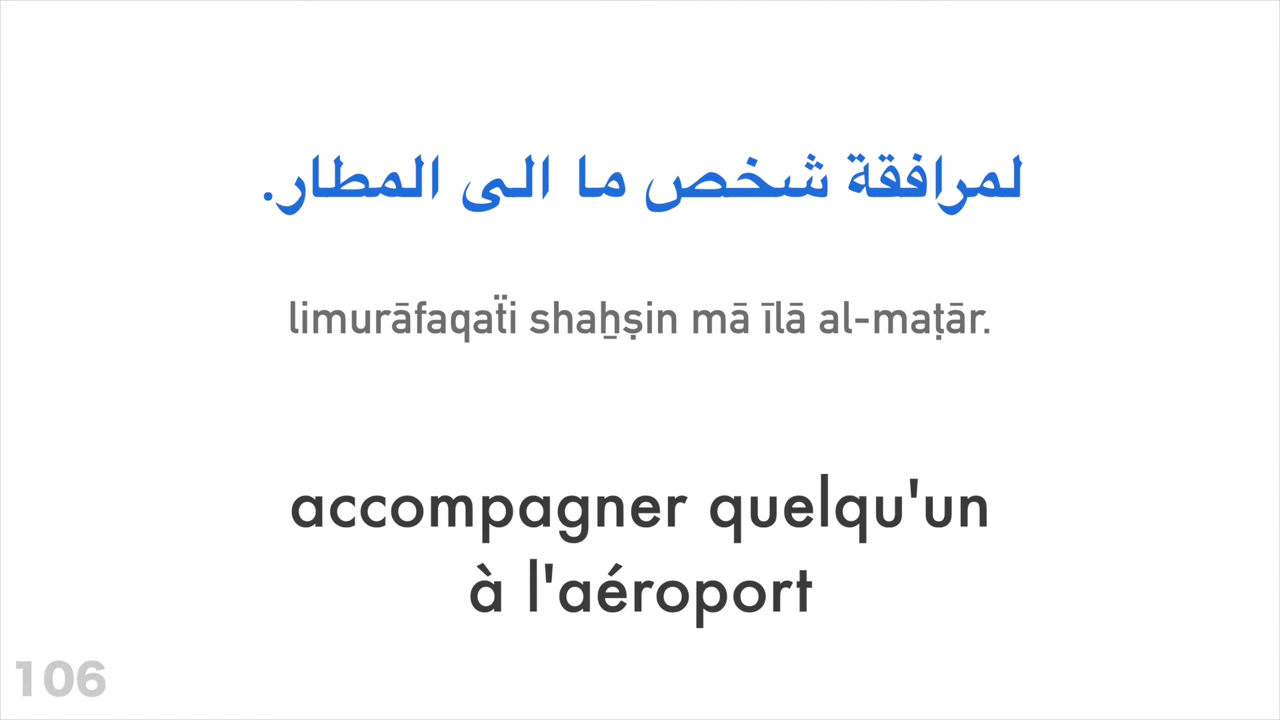 لمرافقة شخص ما الى المطار.
limurāfaqaẗi shaẖṣin mā īlā al-maṭār.
accompagner quelqu'un
à l'aéroport
106